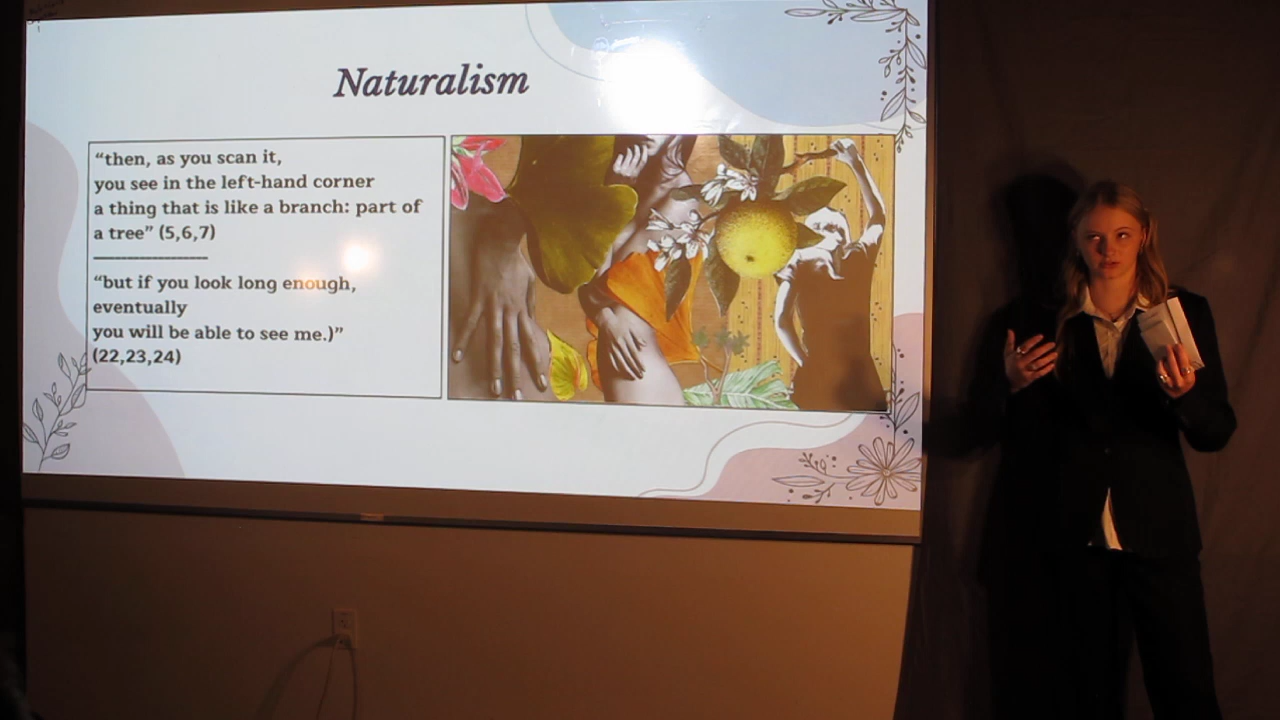 Naturalism
“then, as you scan it,
you see in the left-hand corner
a thing that is like a branch: part of
a tree” (5,6,7)
“but if you look long enough,
eventually
you will be able to see me.)”
(22,23,24)